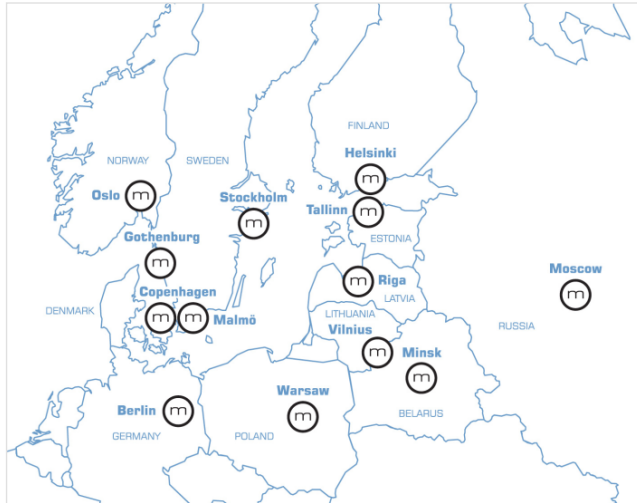 FINLAND
Helsinki
m
NORWAY
SWEDEN
Oslo
m
Stockholm
m
Tallinn
m
Gothenburg
m
ESTONIA
Moscow
m
Riga
m
LATVIA
Copenhagen
m
DENMARK
m
Malmö
LITHUANIA
Vilnius
m
RUSSIA
Minsk
m
Warsaw
m
Berlin
m
BELARUS
GERMANY
POLAND